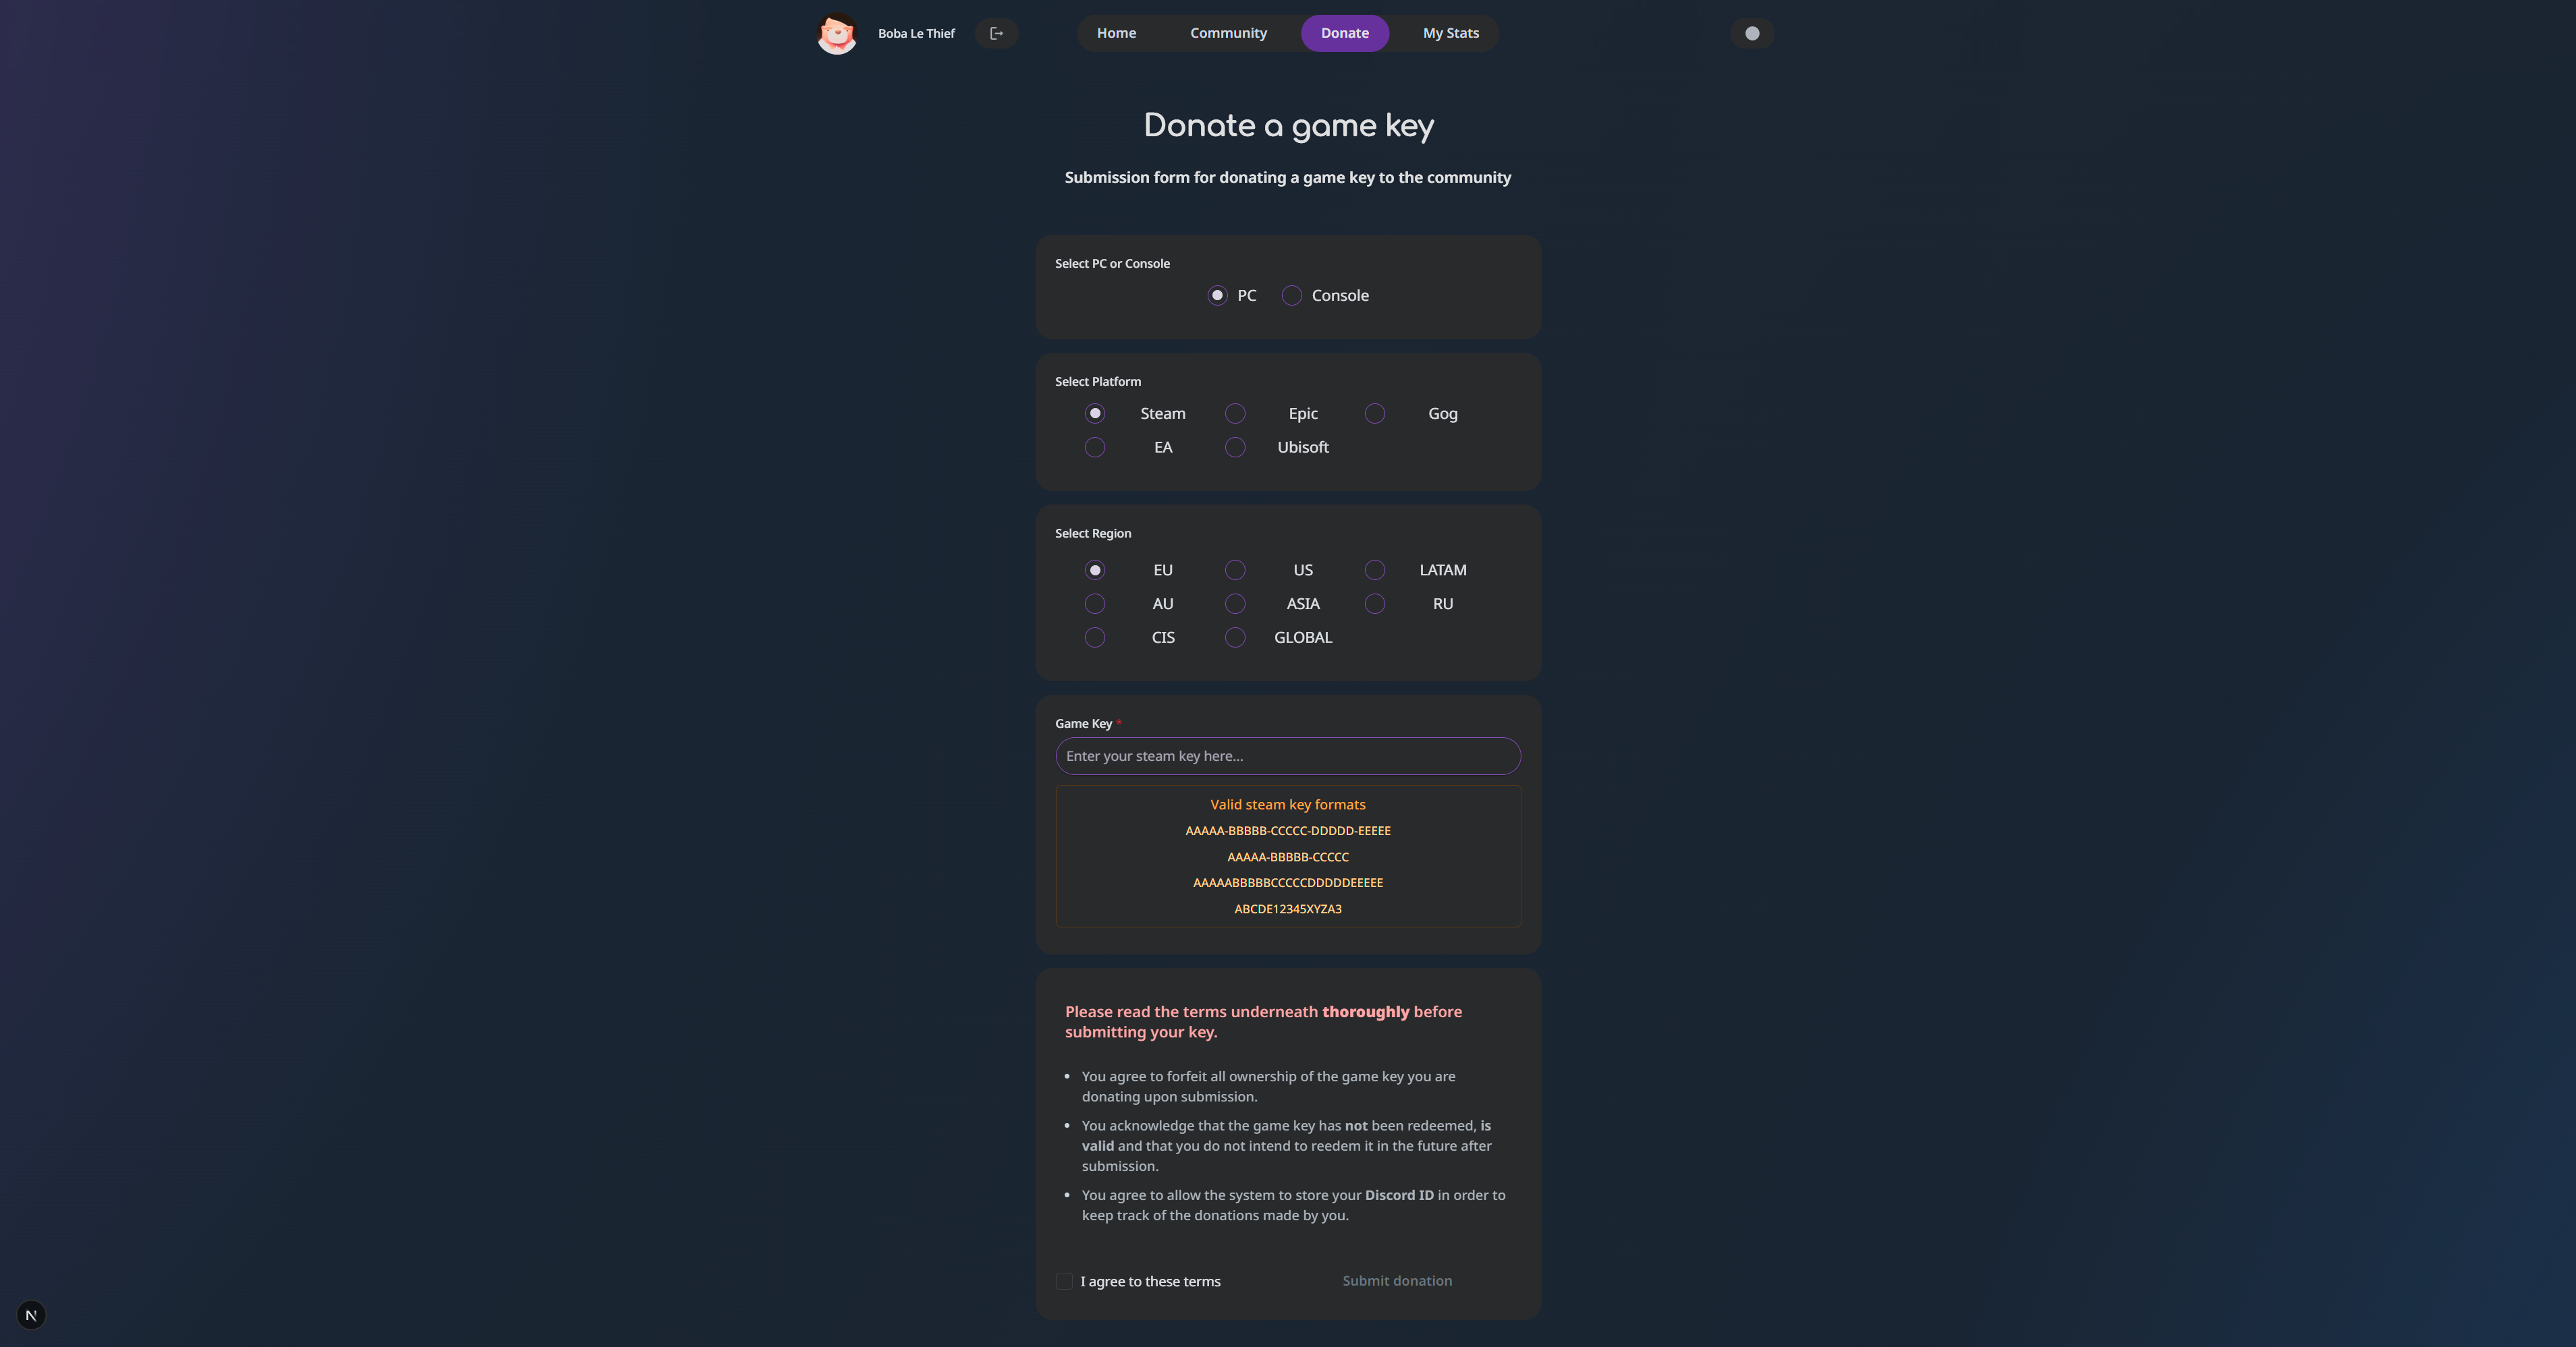 Boba Le Thief
Home Community Donate My Stats
Donate a game key
Submission form for donating a game key to the community
Select PC or Console
PC Console
Select Platform
Steam Epic Gog
EA Ubisoft
Select Region
EU US LATAM
AU ASIA RU
CIS GLOBAL
Game Key *
Enter your steam key here...
Valid steam key formats
AAAAA-BBBBB-CCCCC-DDDDD-EEEEE
AAAAA-BBBBB-CCCCC
AAAAABBBBBCCCCCDDDDDEEEEE
ABCDE12345XYZA3
Please read the terms underneath thoroughly before
submitting your key.
You agree to forfeit all ownership of the game key you are
donating upon submission.
You acknowledge that the game key has not been redeemed, is
valid and that you do not intend to reedem it in the future after
submission.
You agree to allow the system to store your Discord ID in order to
keep track of the donations made by you.
I agree to these terms Submit donation
N